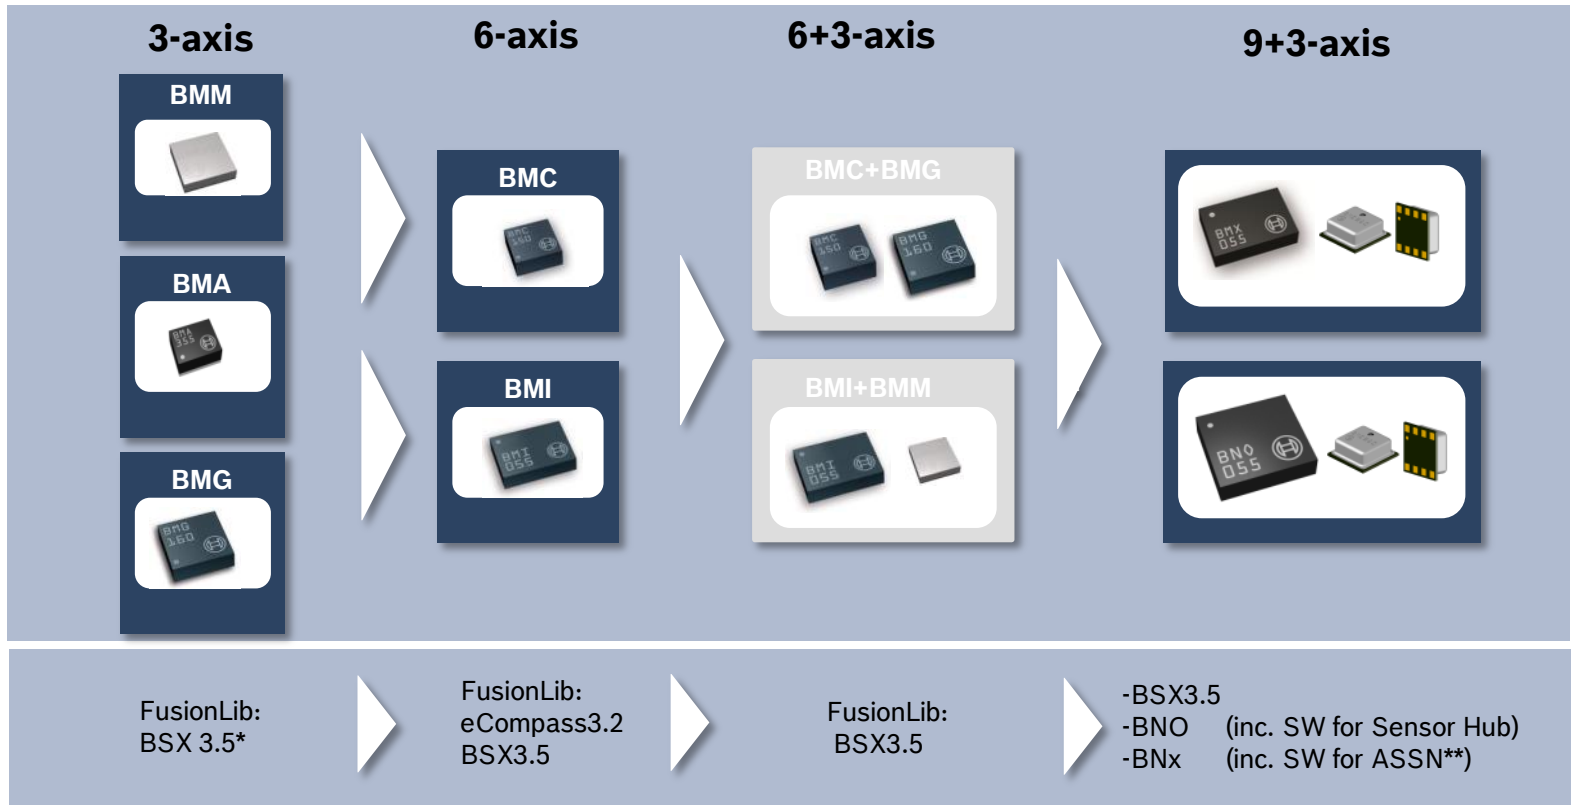 3-axis
6-axis
6+3-axis
9+3-axis
BMM
BMA
BMA
355
BMG
BMG
160
BMC
BMC
150
BMI
BMI
055
BMC+BMG
BMC
150
BMG
160
BMI+BMM
BMI
055
BMX
055
BNO
055
FusionLib:
BSX 3.5*
FusionLib:
eCompass3.2
BSX3.5
FusionLib:
BSX3.5
-BSX3.5
-BNO (inc. SW for Sensor Hub)
-BNx (inc. SW for ASSN**)